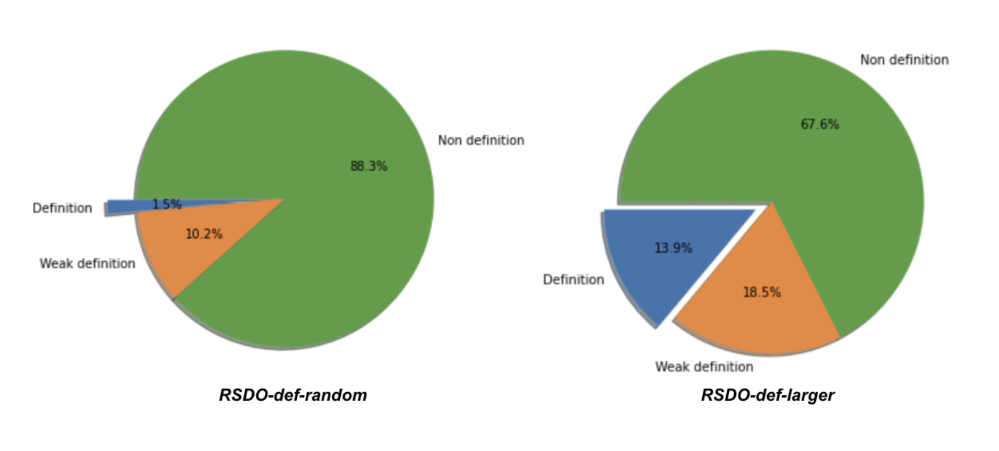 Non definition
88.3%
Definition
1.5%
10.2%
Weak definition
RSDO-def-random
Non definition
67.6%
13.9%
Definition
18.5%
Weak definition
RSDO-def-larger